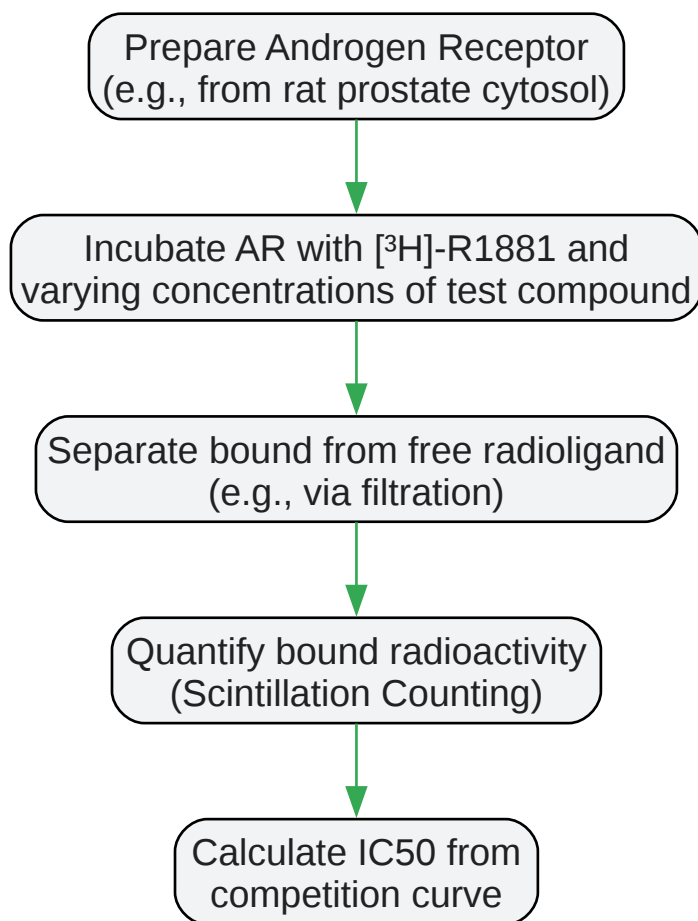 Prepare Androgen Receptor
(e.g., from rat prostate cytosol)
Incubate AR with [³H]-R1881 and
varying concentrations of test compound
Separate bound from free radioligand
(e.g., via filtration)
Quantify bound radioactivity
(Scintillation Counting)
Calculate IC50 from
competition curve